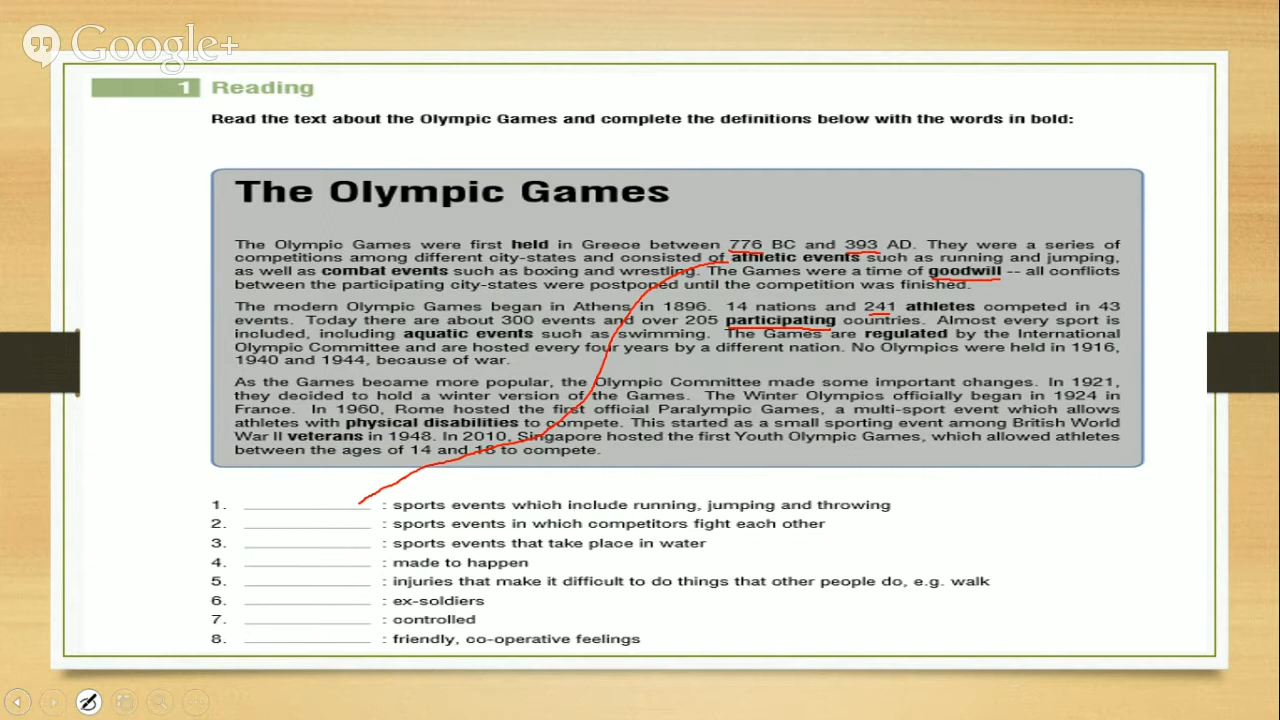 Google+
1 Reading
Read the text about the Olympic Games and complete the definitions below with the words in bold:
The Olympic Games
The Olympic Games were first held in Greece between 776 BC and 393 AD. They were a series of
competitions among different city-states and consisted of athletic events such as running and jumping,
as well as combat events such as boxing and wrestling. The Games were a time of goodwill -- all conflicts
between the participating city-states were postponed until the competition was finished.
The modern Olympic Games began in Athens in 1896. 14 nations and 241 athletes competed in 43
events. Today there are about 300 events and over 205 participating countries. Almost every sport is
included, including aquatic events such as swimming. The Games are regulated by the International
Olympic Committee and are hosted every four years by a different nation. No Olympics were held in 1916,
1940 and 1944, because of war.
As the Games became more popular, the Olympic Committee made some important changes. In 1921,
they decided to hold a winter version of the Games. The Winter Olympics officially began in 1924 in
France. In 1960, Rome hosted the first official Paralympic Games, a multi-sport event which allows
athletes with physical disabilities to compete. This started as a small sporting event among British World
War II veterans in 1948. In 2010, Singapore hosted the first Youth Olympic Games, which allowed athletes
between the ages of 14 and 18 to compete.
1. ____________ : sports events which include running, jumping and throwing
2. ____________ : sports events in which competitors fight each other
3. ____________ : sports events that take place in water
4. ____________ : made to happen
5. ____________ : injuries that make it difficult to do things that other people do, e.g. walk
6. ____________ : ex-soldiers
7. ____________ : controlled
8. ____________ : friendly, co-operative feelings